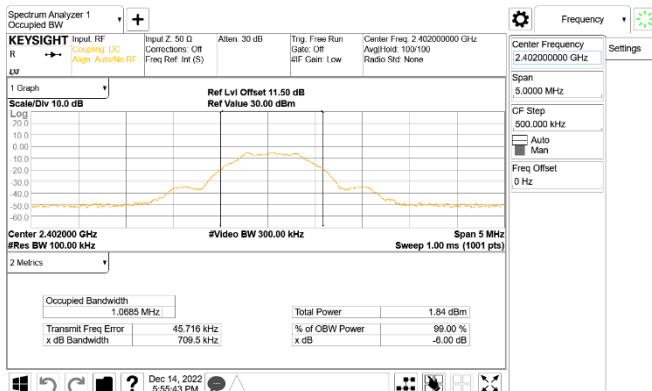 Spectrum Analyzer 1
Occupied BW
Frequency
KEYSIGHT
R
LXI
Input: RF
Coupling: DC
Align: Auto/No RF
Input Z: 50 Ω
Corrections: Off
Freq Ref: Int (S)
Atten: 30 dB
Trig: Free Run
Gate: Off
#IF Gain: Low
Center Freq: 2.402000000 GHz
Avg|Hold: 100/100
Radio Std: None
Center Frequency
2.402000000 GHz
Settings
Span
5.0000 MHz
CF Step
500.000 kHz
Auto
Man
Freq Offset
0 Hz
1 Graph
Scale/Div 10.0 dB
Ref Lvl Offset 11.50 dB
Ref Value 30.00 dBm
Log
20.0
10.0
0.00
-10.0
-20.0
-30.0
-40.0
-50.0
-60.0
Center 2.402000 GHz
#Res BW 100.00 kHz
#Video BW 300.00 kHz
Span 5 MHz
Sweep 1.00 ms (1001 pts)
2 Metrics
Occupied Bandwidth
1.0685 MHz
Transmit Freq Error 45.716 kHz
x dB Bandwidth 709.5 kHz
Total Power 1.84 dBm
% of OBW Power 99.00 %
x dB -6.00 dB
?
Dec 14, 2022
5:55:43 PM